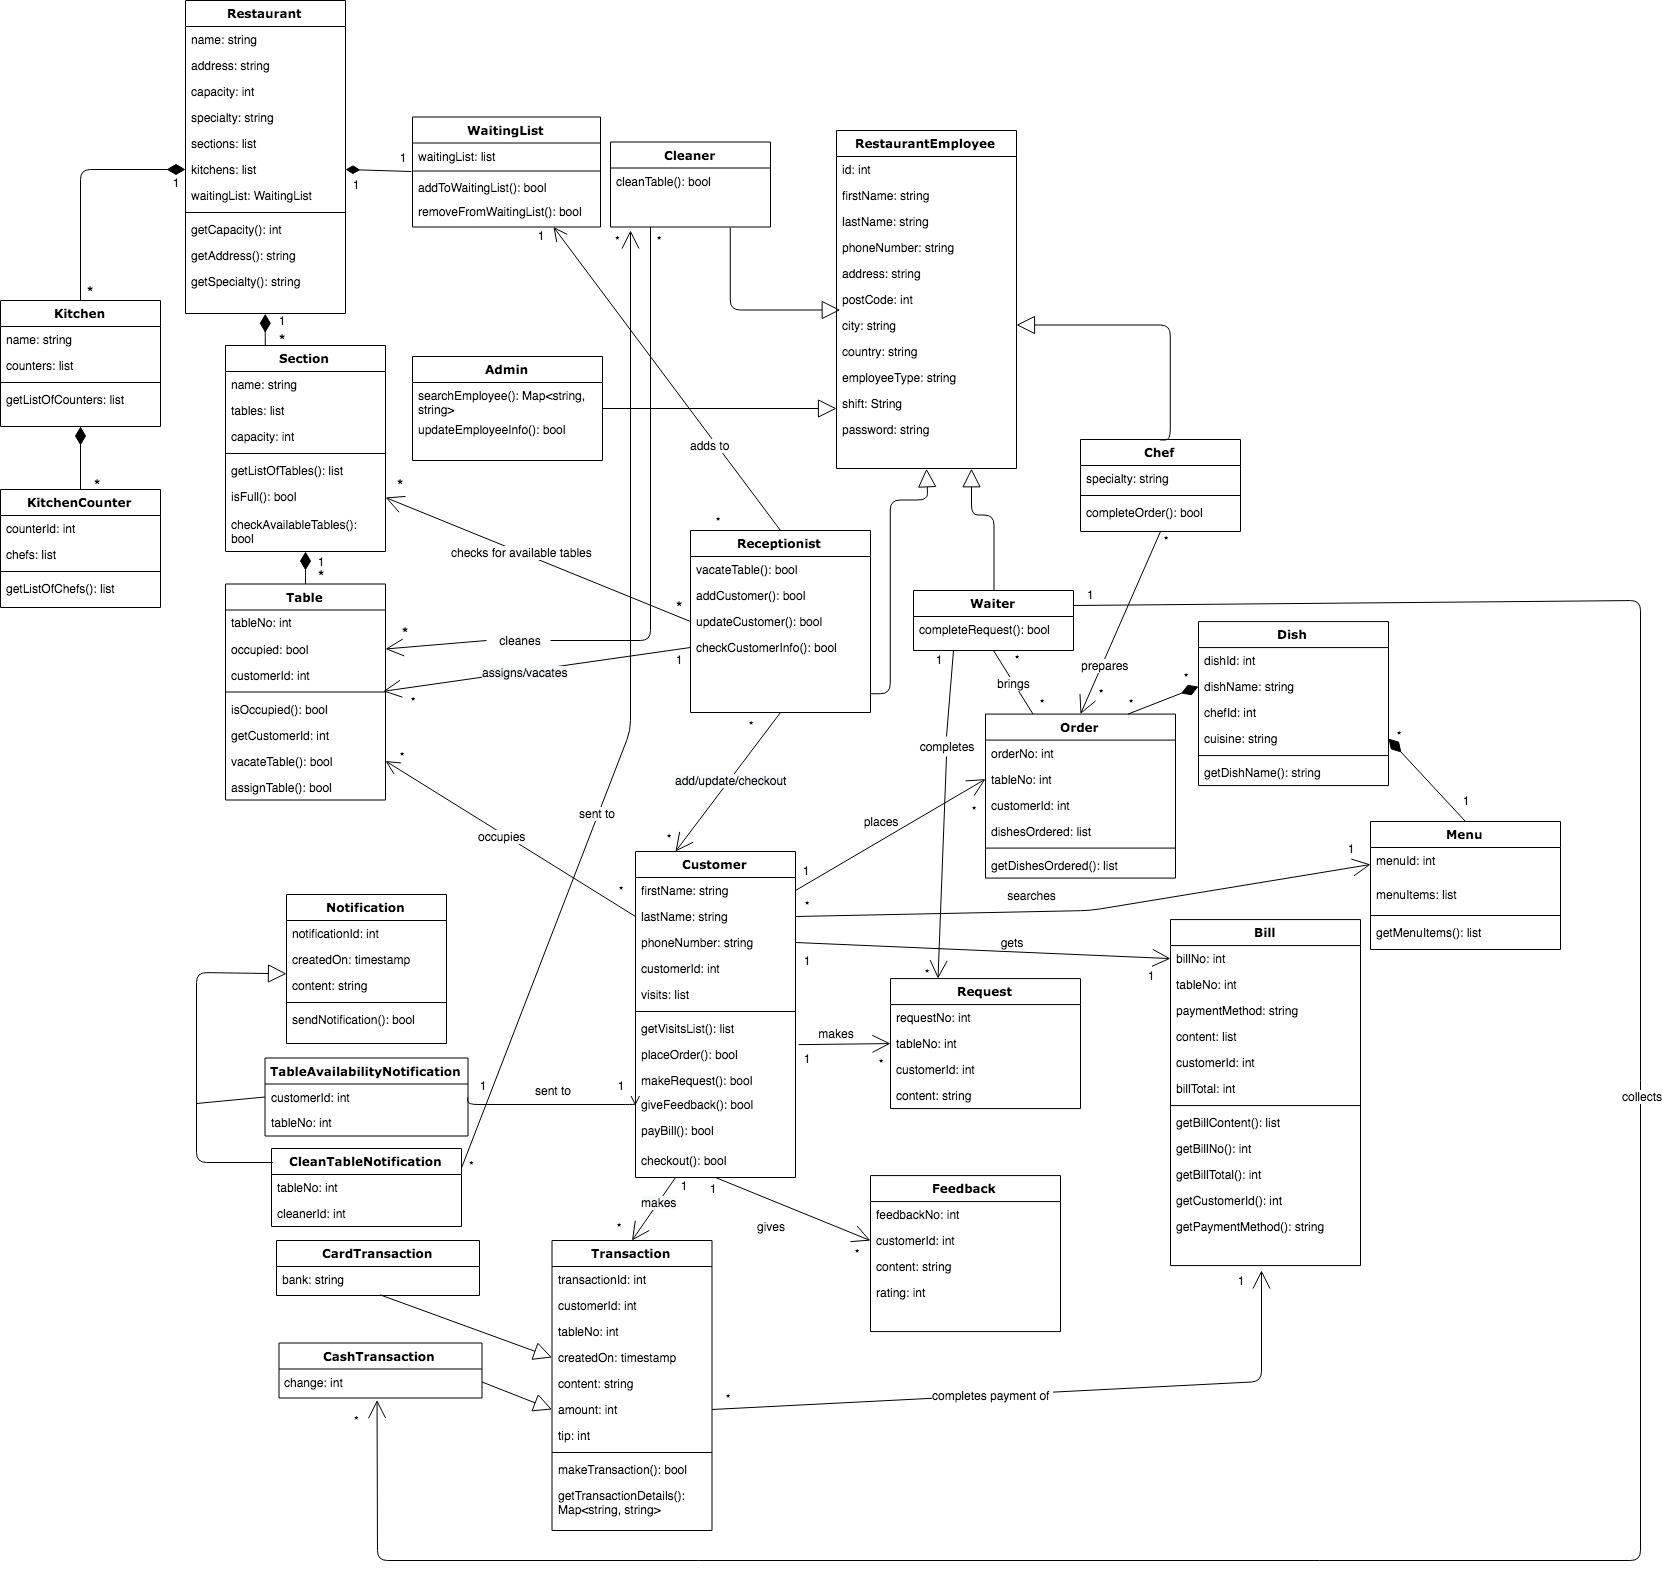 Restaurant
name: string
address: string
capacity: int
specialty: string
sections: list
kitchens: list
waitingList: WaitingList
getCapacity(): int
getAddress(): string
getSpecialty(): string
1
1
1
*
1
*
WaitingList
waitingList: list
addToWaitingList(): bool
removeFromWaitingList(): bool
1
Cleaner
cleanTable(): bool
*
*
RestaurantEmployee
id: int
firstName: string
lastName: string
phoneNumber: string
address: string
postCode: int
city: string
country: string
employeeType: string
shift: String
password: string
Kitchen
name: string
counters: list
getListOfCounters: list
*
KitchenCounter
counterId: int
chefs: list
getListOfChefs(): list
Section
name: string
tables: list
capacity: int
getListOfTables(): list
isFull(): bool
checkAvailableTables():
bool
*
1
*
Admin
searchEmployee(): Map<string,
string>
updateEmployeeInfo(): bool
adds to
*
checks for available tables
*
Chef
specialty: string
completeOrder(): bool
*
Receptionist
vacateTable(): bool
addCustomer(): bool
updateCustomer(): bool
checkCustomerInfo(): bool
1
*
Table
tableNo: int
occupied: bool
customerId: int
isOccupied(): bool
getCustomerId: int
vacateTable(): bool
assignTable(): bool
*
cleanes
assigns/vacates
*
*
Waiter
completeRequest(): bool
1
1
*
brings
*
prepares
*
Dish
dishId: int
dishName: string
chefId: int
cuisine: string
getDishName(): string
*
*
*
1
completes
add/update/checkout
*
sent to
occupies
*
Order
orderNo: int
tableNo: int
customerId: int
dishesOrdered: list
getDishesOrdered(): list
places
*
1
Menu
menuId: int
menuItems: list
getMenuItems(): list
1
searches
*
Customer
firstName: string
lastName: string
phoneNumber: string
customerId: int
visits: list
getVisitsList(): list
placeOrder(): bool
makeRequest(): bool
giveFeedback(): bool
payBill(): bool
checkout(): bool
gets
1
1
Bill
billNo: int
tableNo: int
paymentMethod: string
content: list
customerId: int
billTotal: int
getBillContent(): list
getBillNo(): int
getBillTotal(): int
getCustomerId(): int
getPaymentMethod(): string
1
collects
Notification
notificationId: int
createdOn: timestamp
content: string
sendNotification(): bool
Request
requestNo: int
tableNo: int
customerId: int
content: string
*
makes
1
*
TableAvailabilityNotification
customerId: int
tableNo: int
1
sent to
1
CleanTableNotification
tableNo: int
cleanerId: int
*
1
makes
*
1
gives
*
Feedback
feedbackNo: int
customerId: int
content: string
rating: int
CardTransaction
bank: string
CashTransaction
change: int
*
Transaction
transactionId: int
customerId: int
tableNo: int
createdOn: timestamp
content: string
amount: int
tip: int
makeTransaction(): bool
getTransactionDetails():
Map<string, string>
*
completes payment of